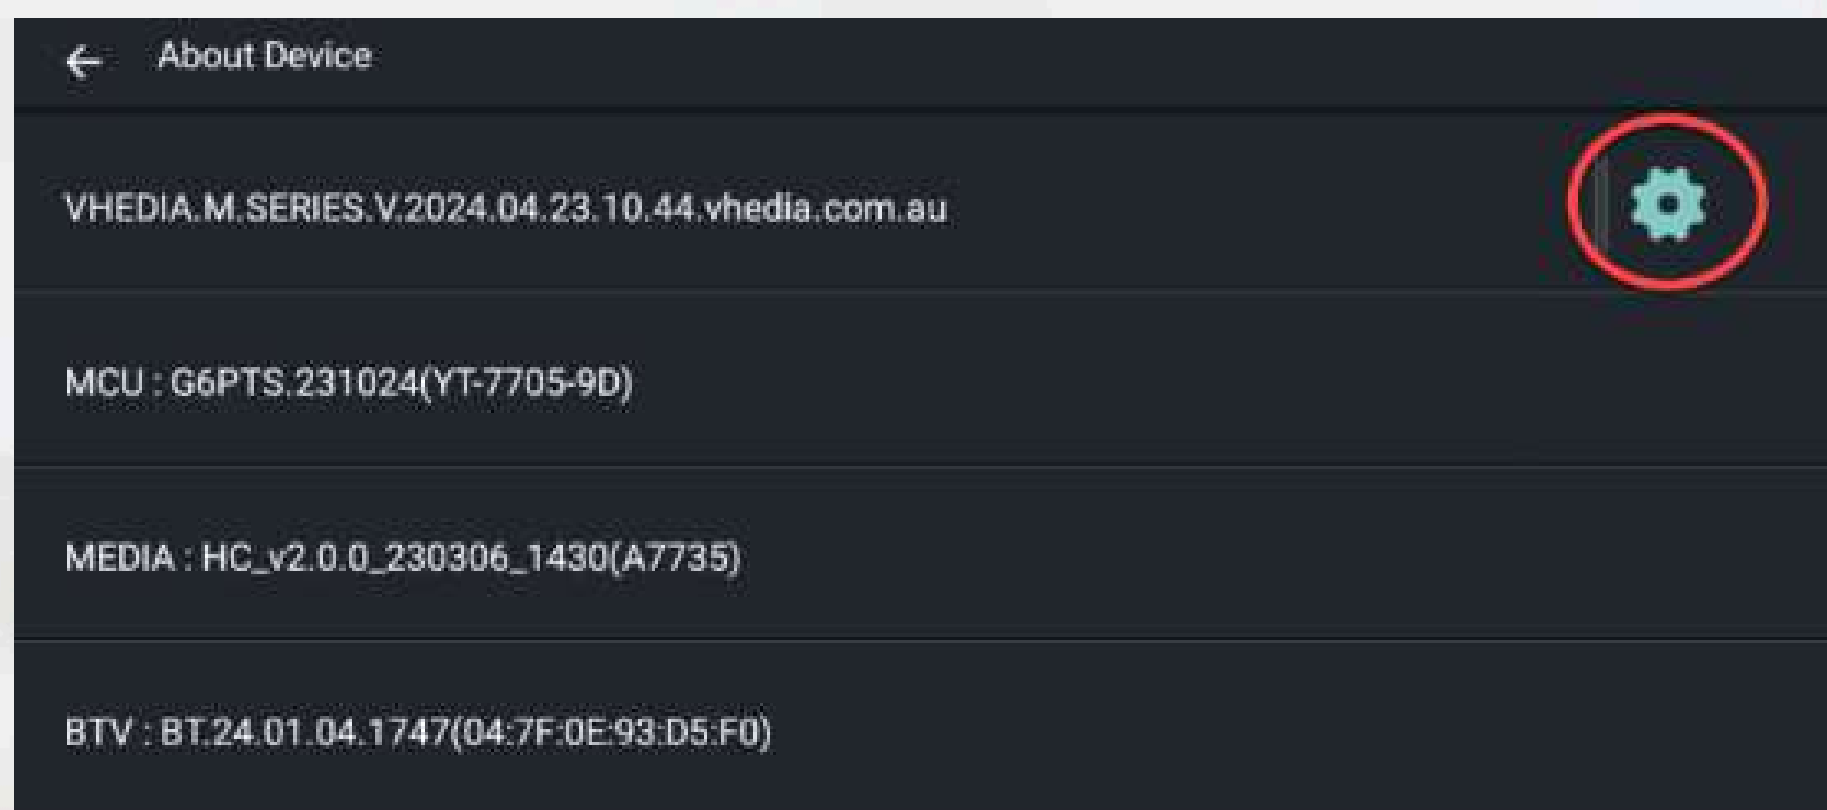 About Device
VHEDIA.M.SERIES.V.2024.04.23.10.44.vhedia.com.au
MCU : G6PTS.231024(YT-7705-9D)
MEDIA : HC_v2.0.0_230306_1430(A7735)
BTV : BT.24.01.04.1747(04:7F:0E:93:D5:F0)